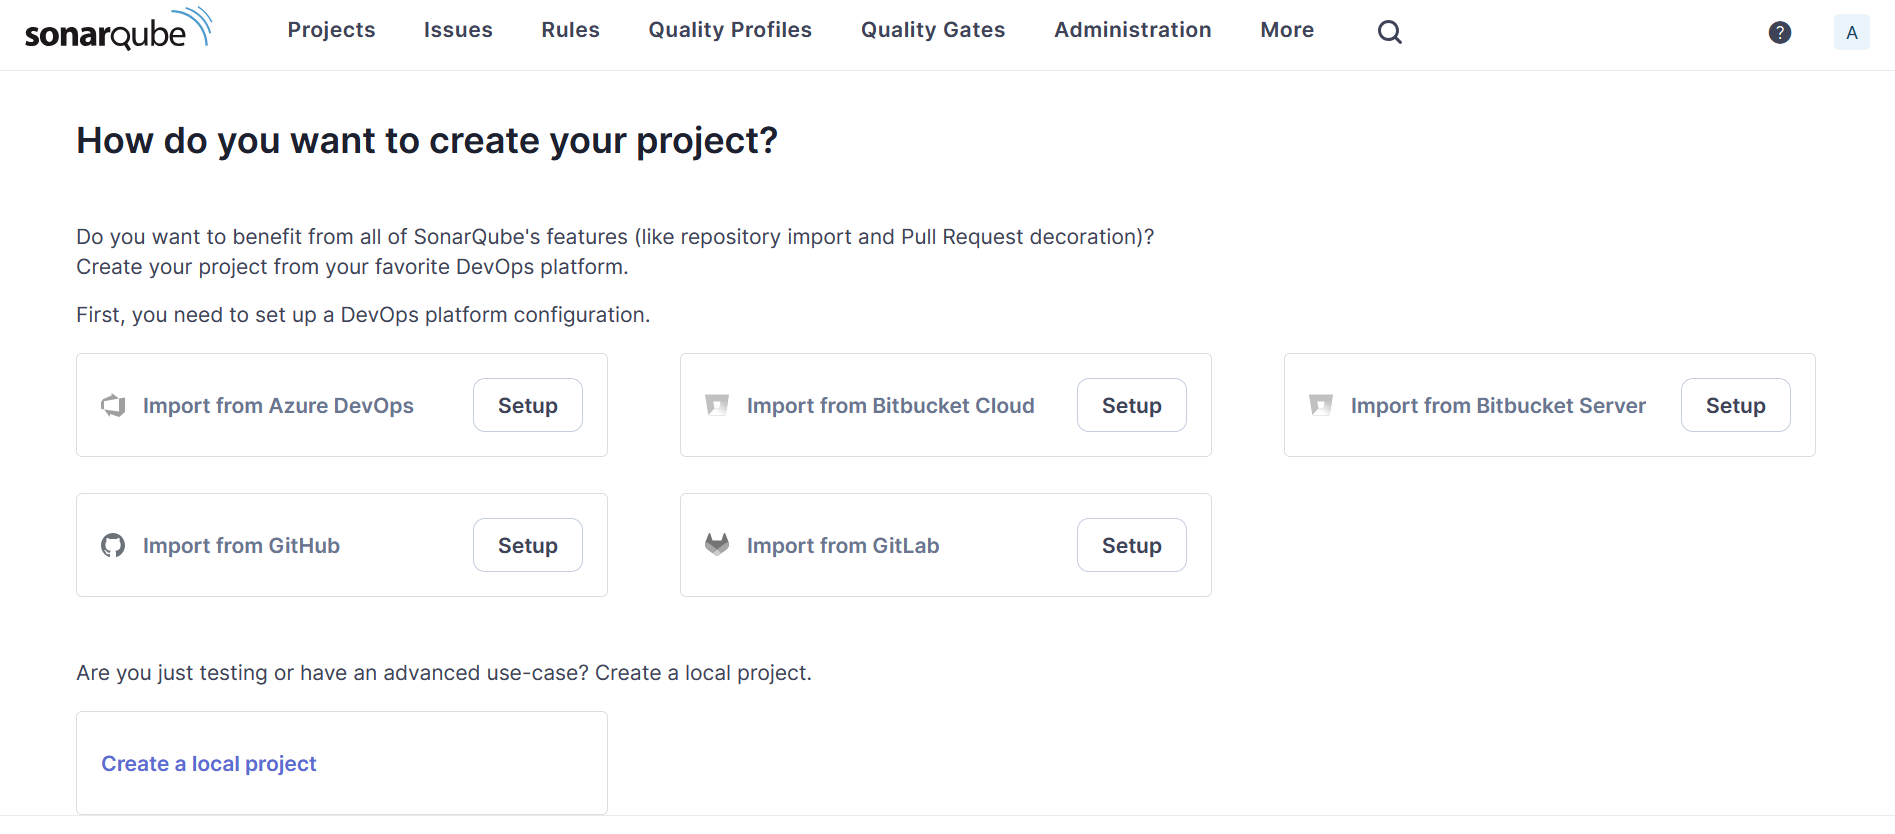 sonarqube Projects Issues Rules Quality Profiles Quality Gates Administration More ? A
How do you want to create your project?
Do you want to benefit from all of SonarQube's features (like repository import and Pull Request decoration)?
Create your project from your favorite DevOps platform.
First, you need to set up a DevOps platform configuration.
Import from Azure DevOps Setup Import from Bitbucket Cloud Setup Import from Bitbucket Server Setup
Import from GitHub Setup Import from GitLab Setup
Are you just testing or have an advanced use-case? Create a local project.
Create a local project